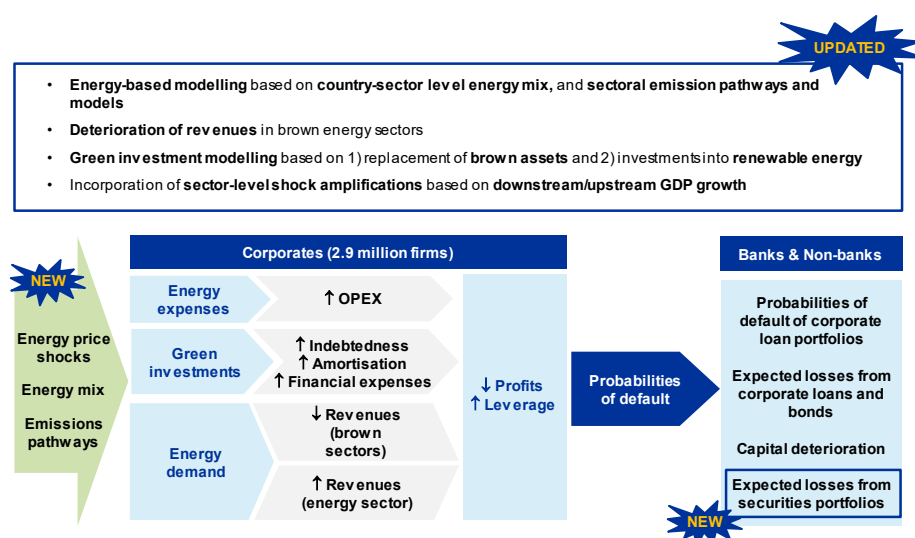 UPDATED
• Energy-based modelling based on country-sector level energy mix, and sectoral emission pathways and
models
• Deterioration of revenues in brown energy sectors
• Green investment modelling based on 1) replacement of brown assets and 2) investments into renewable energy
• Incorporation of sector-level shock amplifications based on downstream/upstream GDP growth
NEW
Energy price
shocks
Energy mix
Emissions
pathways
Corporates (2.9 million firms)
Energy
expenses
↑ OPEX
Green
investments
↑ Indebtedness
↑ Amortisation
↑ Financial expenses
Energy
demand
↓ Revenues
(brown
sectors)
↑ Revenues
(energy sector)
↓ Profits
↑ Leverage
Probabilities
of default
Banks & Non-banks
Probabilities of
default of corporate
loan portfolios
Expected losses from
corporate loans and
bonds
Capital deterioration
Expected losses from
securities portfolios
NEW